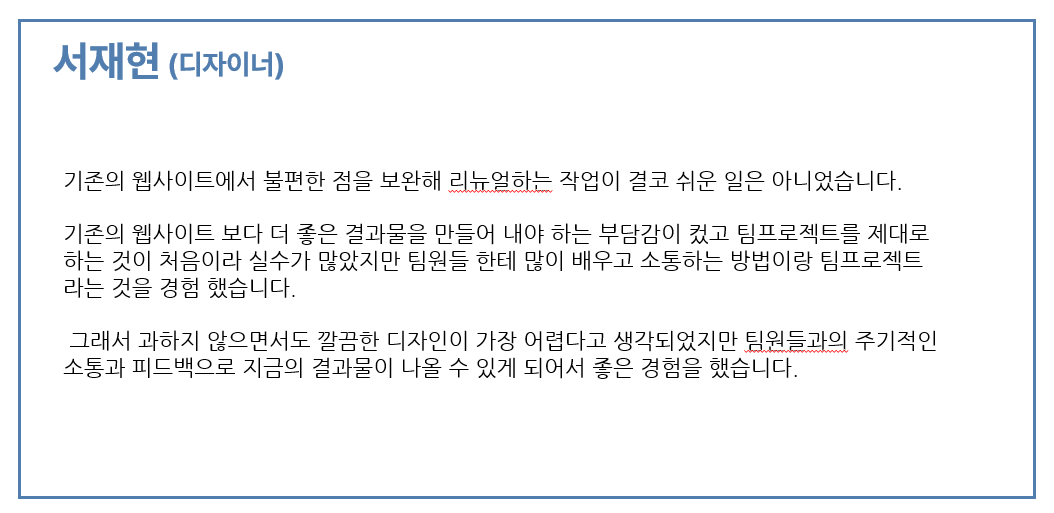 서재현 (디자이너)
기존의 웹사이트에서 불편한 점을 보완해 리뉴얼하는 작업이 결코 쉬운 일은 아니었습니다.
기존의 웹사이트 보다 더 좋은 결과물을 만들어 내야 하는 부담감이 컸고 팀프로젝트를 제대로
하는 것이 처음이라 실수가 많았지만 팀원들 한테 많이 배우고 소통하는 방법이랑 팀프로젝트
라는 것을 경험 했습니다.
그래서 과하지 않으면서도 깔끔한 디자인이 가장 어렵다고 생각되었지만 팀원들과의 주기적인
소통과 피드백으로 지금의 결과물이 나올 수 있게 되어서 좋은 경험을 했습니다.